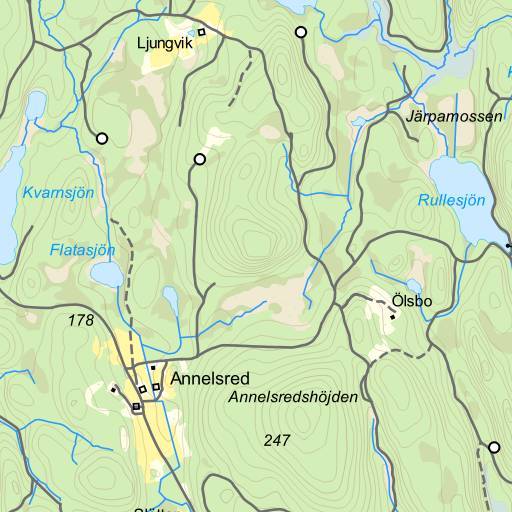 Ljungvik
Järpamossen
Kvarnsjön
Rullesjön
Flatasjön
Ölsbo
178
Annelsred
Annelsredshöjden
247